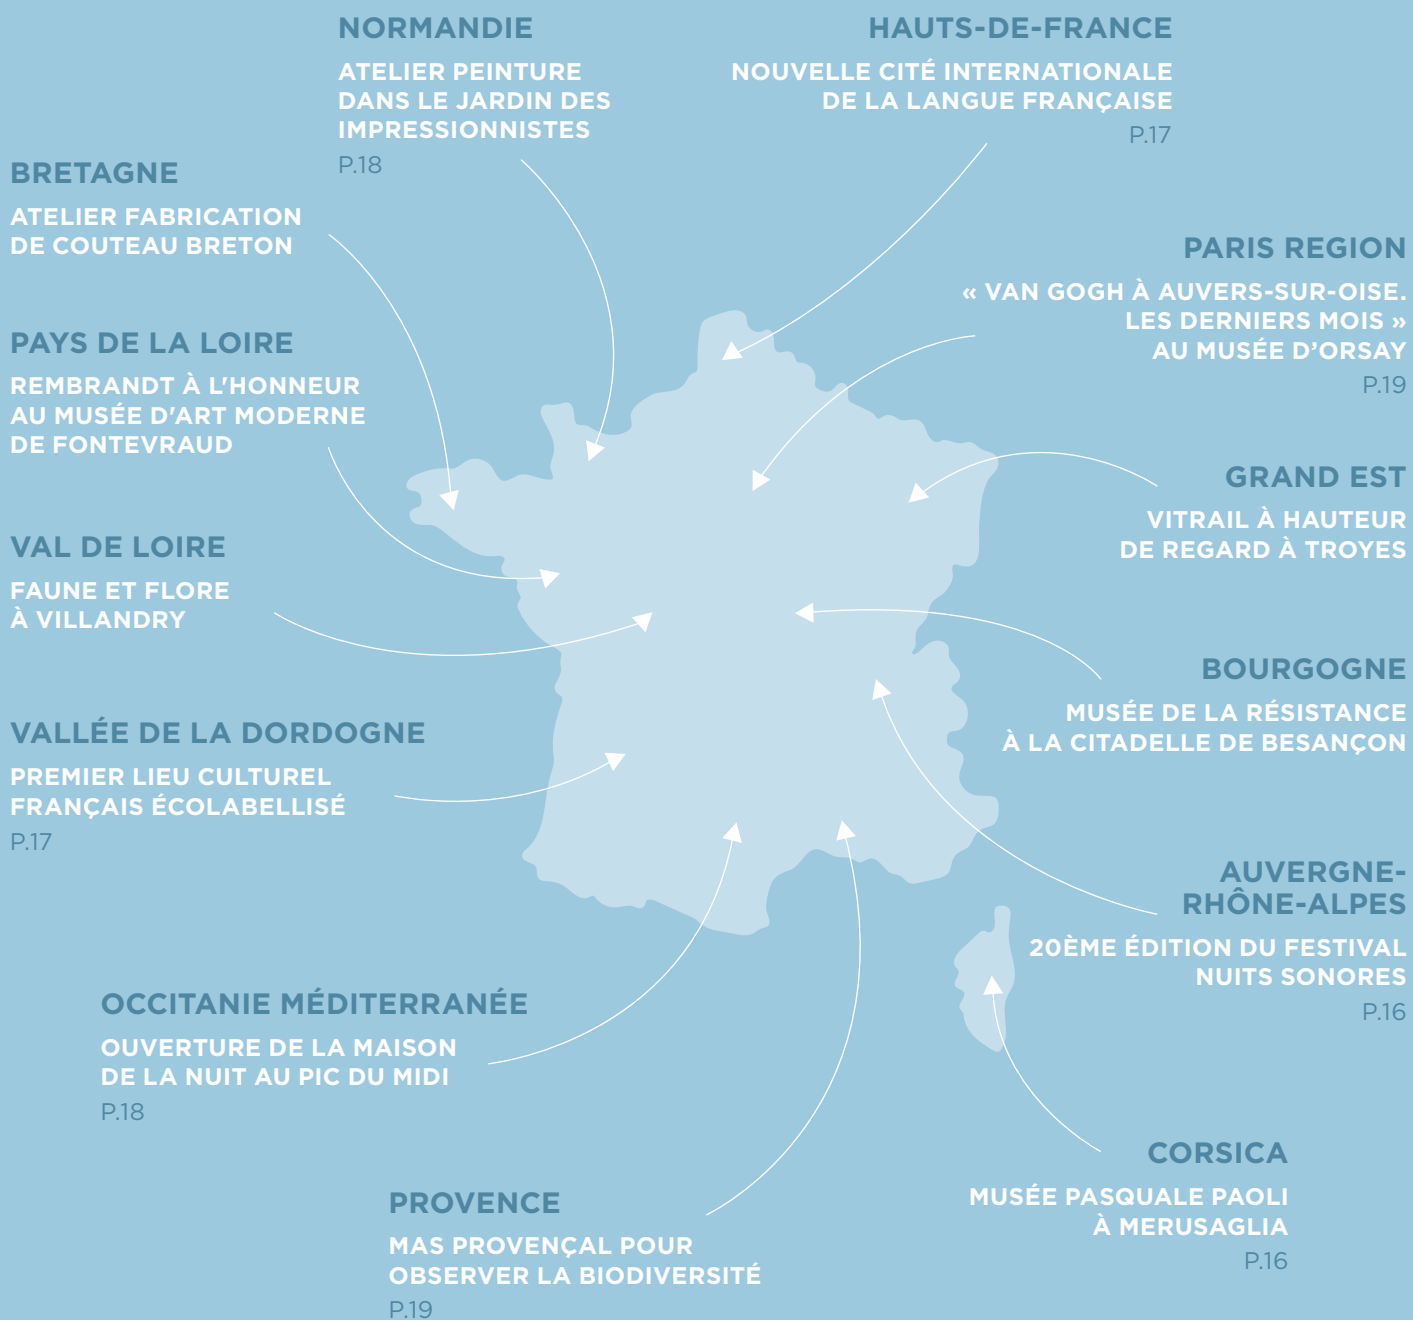 NORMANDIE
ATELIER PEINTURE
DANS LE JARDIN DES
IMPRESSIONNISTES
P.18
HAUTS-DE-FRANCE
NOUVELLE CITÉ INTERNATIONALE
DE LA LANGUE FRANÇAISE
P.17
BRETAGNE
ATELIER FABRICATION
DE COUTEAU BRETON
PARIS REGION
« VAN GOGH À AUVERS-SUR-OISE.
LES DERNIERS MOIS »
AU MUSÉE D’ORSAY
P.19
PAYS DE LA LOIRE
REMBRANDT À L'HONNEUR
AU MUSÉE D'ART MODERNE
DE FONTEVRAUD
GRAND EST
VITRAIL À HAUTEUR
DE REGARD À TROYES
VAL DE LOIRE
FAUNE ET FLORE
À VILLANDRY
BOURGOGNE
MUSÉE DE LA RÉSISTANCE
À LA CITADELLE DE BESANÇON
VALLÉE DE LA DORDOGNE
PREMIER LIEU CULTUREL
FRANÇAIS ÉCOLABELLISÉ
P.17
AUVERGNE-
RHÔNE-ALPES
20ÈME ÉDITION DU FESTIVAL
NUITS SONORES
P.16
OCCITANIE MÉDITERRANÉE
OUVERTURE DE LA MAISON
DE LA NUIT AU PIC DU MIDI
P.18
CORSICA
MUSÉE PASQUALE PAOLI
À MERUSAGLIA
P.16
PROVENCE
MAS PROVENÇAL POUR
OBSERVER LA BIODIVERSITÉ
P.19